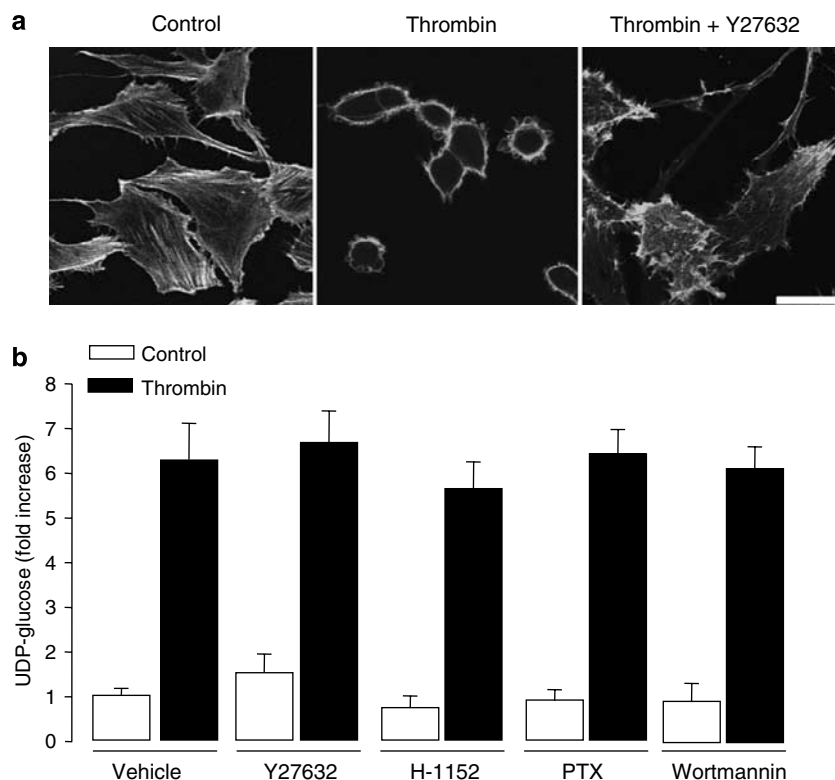 a
Control Thrombin Thrombin + Y27632
b
Control
Thrombin
UDP-glucose (fold increase)
8
7
6
5
4
3
2
1
0
Vehicle Y27632 H-1152 PTX Wortmannin